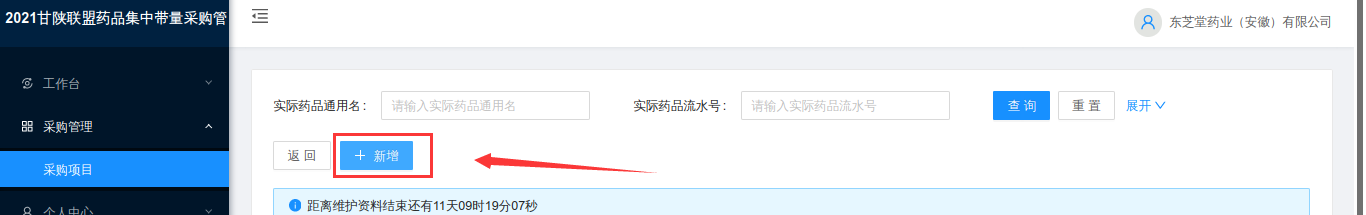 2021甘陕联盟药品集中带量采购管
东芝堂药业（安徽）有限公司
工作台
实际药品通用名: 请输入实际药品通用名 实际药品流水号: 请输入实际药品流水号 查 询 重 置 展开
采购管理
返 回 + 新增
采购项目
距离维护资料结束还有11天09时19分07秒
个人中心